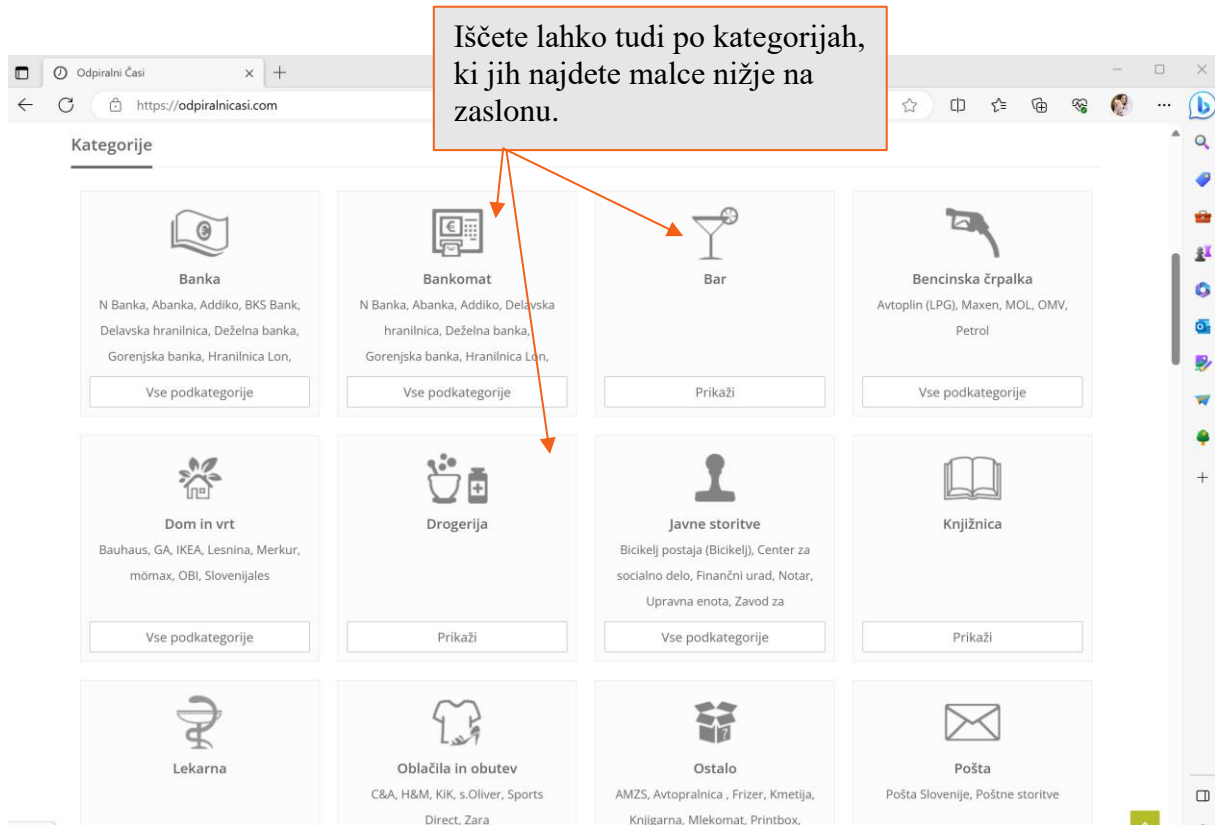 Iščete lahko tudi po kategorijah,
ki jih najdete malce nižje na
zaslonu.
Odpiralni Časi
https://odpiralnicasi.com
Kategorije
Banka
N Banka, Abanka, Addiko, BKS Bank,
Delavska hranilnica, Deželna banka,
Gorenjska banka, Hranilnica Lon,
Vse podkategorije
Bankomat
N Banka, Abanka, Addiko, Delavska
hranilnica, Deželna banka,
Gorenjska banka, Hranilnica Lon,
Vse podkategorije
Bar
Prikaži
Bencinska črpalka
Avtoplin (LPG), Maxen, MOL, OMV,
Petrol
Vse podkategorije
Dom in vrt
Bauhaus, GA, IKEA, Lesnina, Merkur,
mömax, OBI, Slovenijales
Vse podkategorije
Drogerija
Prikaži
Javne storitve
Bicikelj postaja (Bicikelj), Center za
socialno delo, Finančni urad, Notar,
Upravna enota, Zavod za
Vse podkategorije
Knjižnica
Prikaži
Lekarna
Oblačila in obutev
C&A, H&M, KiK, s.Oliver, Sports
Direct, Zara
Ostalo
AMZS, Avtopralnica , Frizer, Kmetija,
Knjigarna, Mlekomat, Printbox,
Pošta
Pošta Slovenije, Poštne storitve